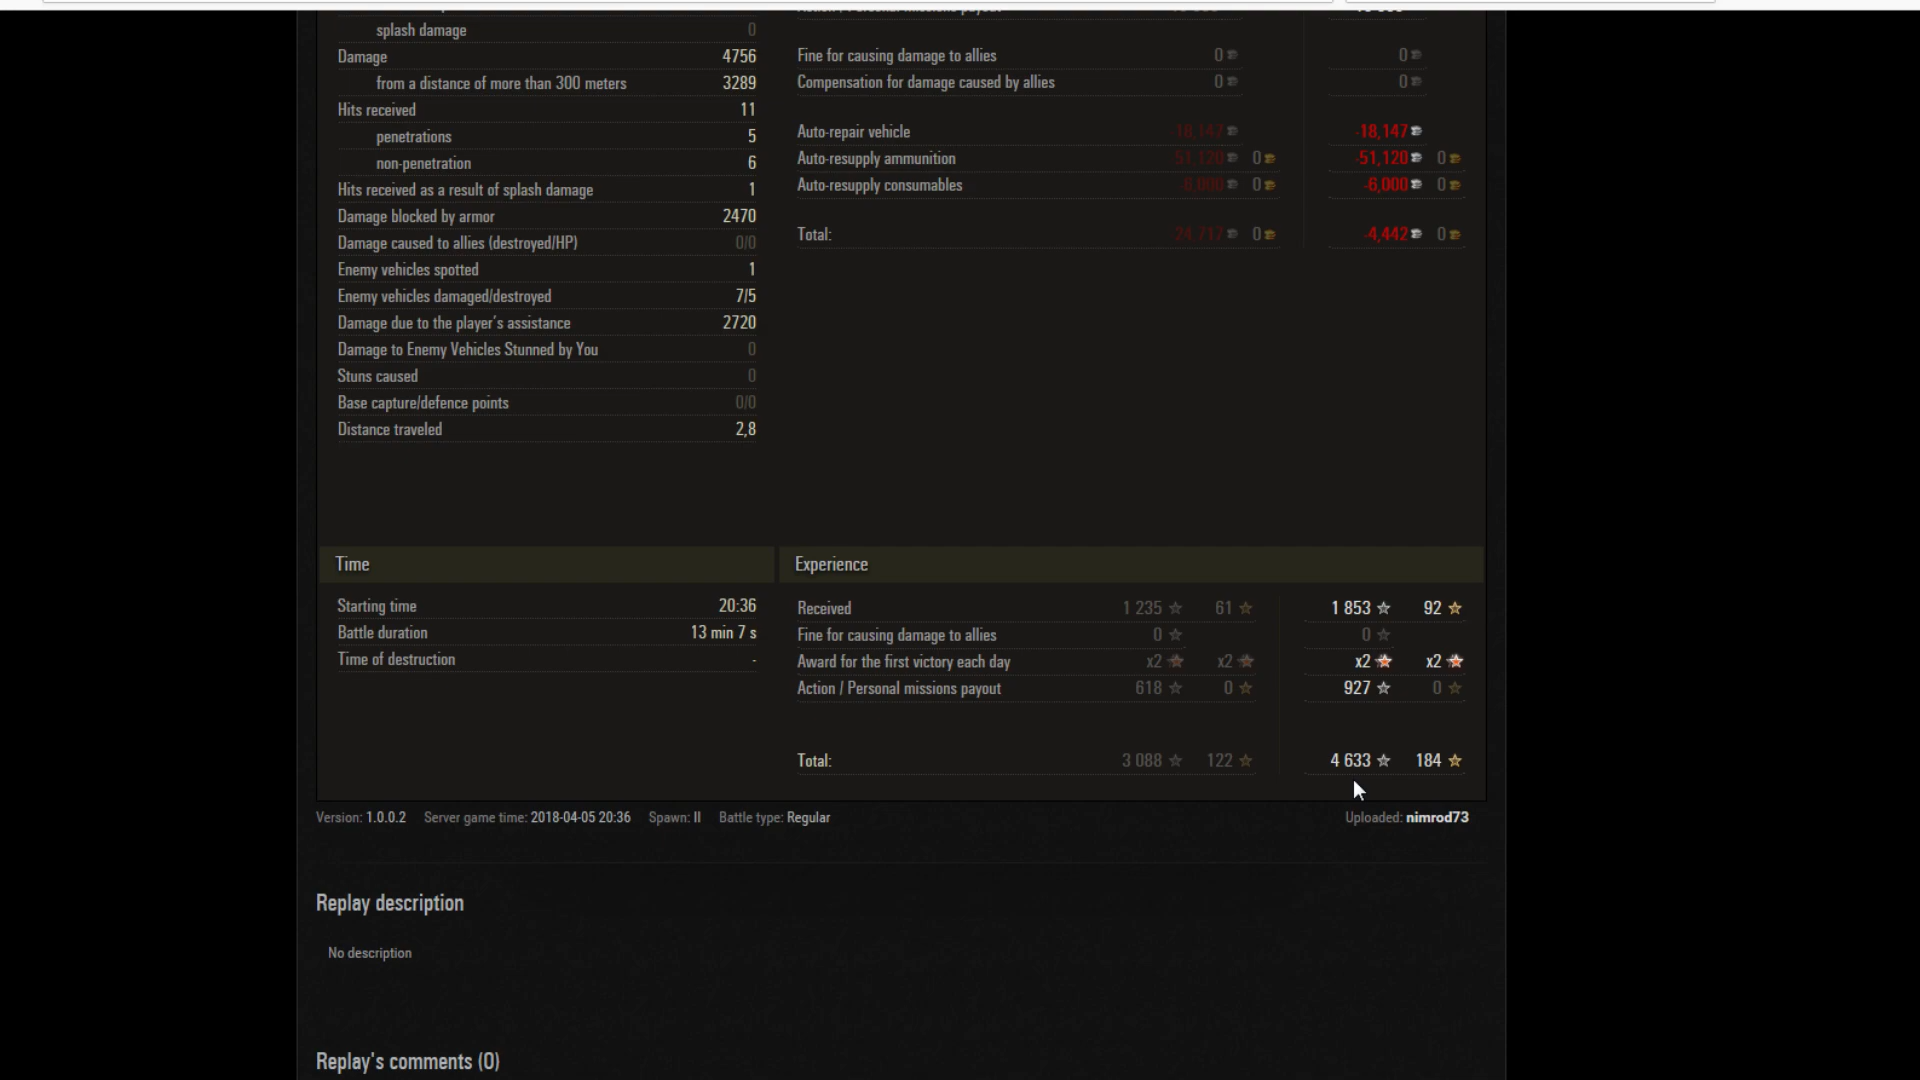 splash damage 0
Damage 4756
from a distance of more than 300 meters 3289
Hits received 11
penetrations 5
non-penetration 6
Hits received as a result of splash damage 1
Damage blocked by armor 2470
Damage caused to allies (destroyed/HP) 0/0
Enemy vehicles spotted 1
Enemy vehicles damaged/destroyed 7/5
Damage due to the player's assistance 2720
Damage to Enemy Vehicles Stunned by You 0
Stuns caused 0
Base capture/defence points 0/0
Distance traveled 2,8
Fine for causing damage to allies 0 0
Compensation for damage caused by allies 0 0
Auto-repair vehicle -18,147 -18,147
Auto-resupply ammunition -51,120 0 -51,120 0
Auto-resupply consumables -6,000 0 -6,000 0
Total: -24,717 0 -4,442 0
Time
Starting time 20:36
Battle duration 13 min 7 s
Time of destruction -
Experience
Received 1 235 61 1 853 92
Fine for causing damage to allies 0 0
Award for the first victory each day x2 x2 x2 x2
Action / Personal missions payout 618 0 927 0
Total: 3 088 122 4 633 184
Version: 1.0.0.2 Server game time: 2018-04-05 20:36 Spawn: II Battle type: Regular Uploaded: nimrod73
Replay description
No description
Replay's comments (0)